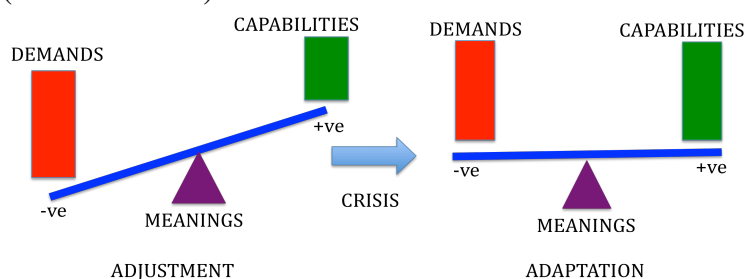 CAPABILITIES
DEMANDS
+ve
-ve
MEANINGS
ADJUSTMENT
CRISIS
DEMANDS
CAPABILITIES
-ve
+ve
MEANINGS
ADAPTATION